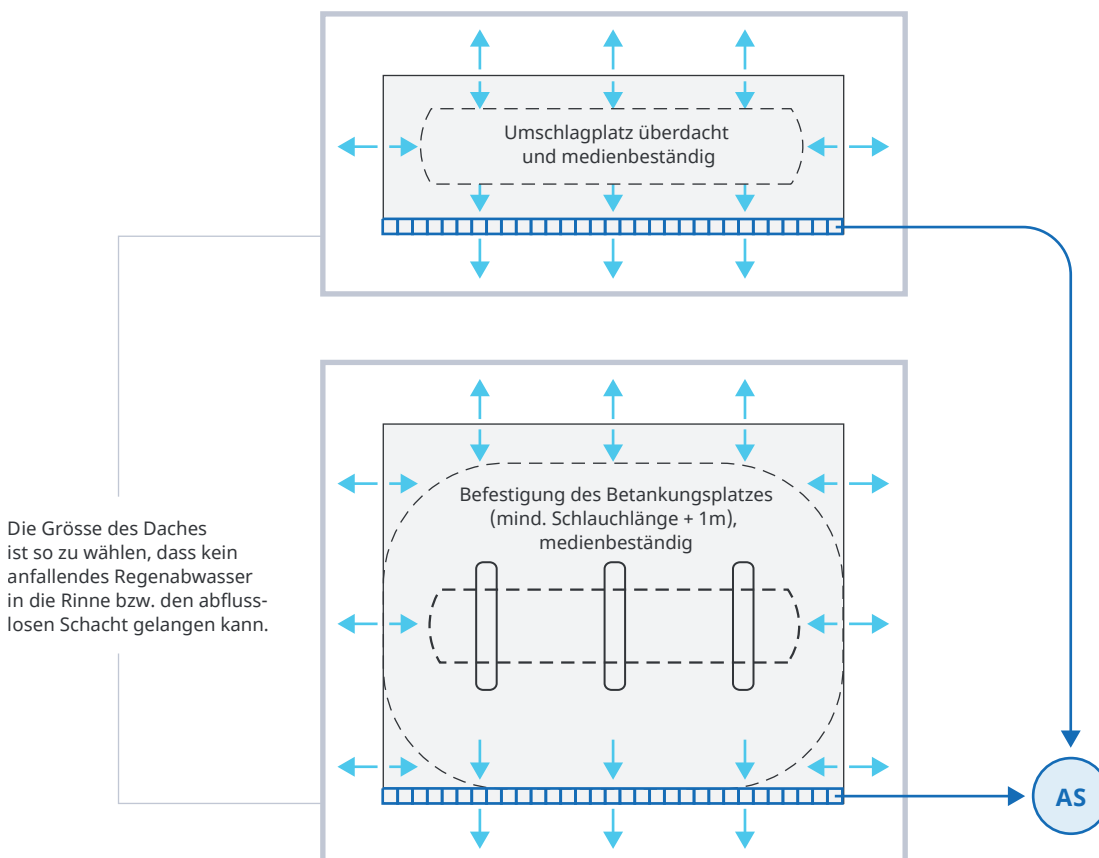 Umschlagplatz überdacht
und medienbeständig
Die Grösse des Daches
ist so zu wählen, dass kein
anfallendes Regenabwasser
in die Rinne bzw. den abfluss-
losen Schacht gelangen kann.
Befestigung des Betankungsplatzes
(mind. Schlauchlänge + 1m),
medienbeständig
AS